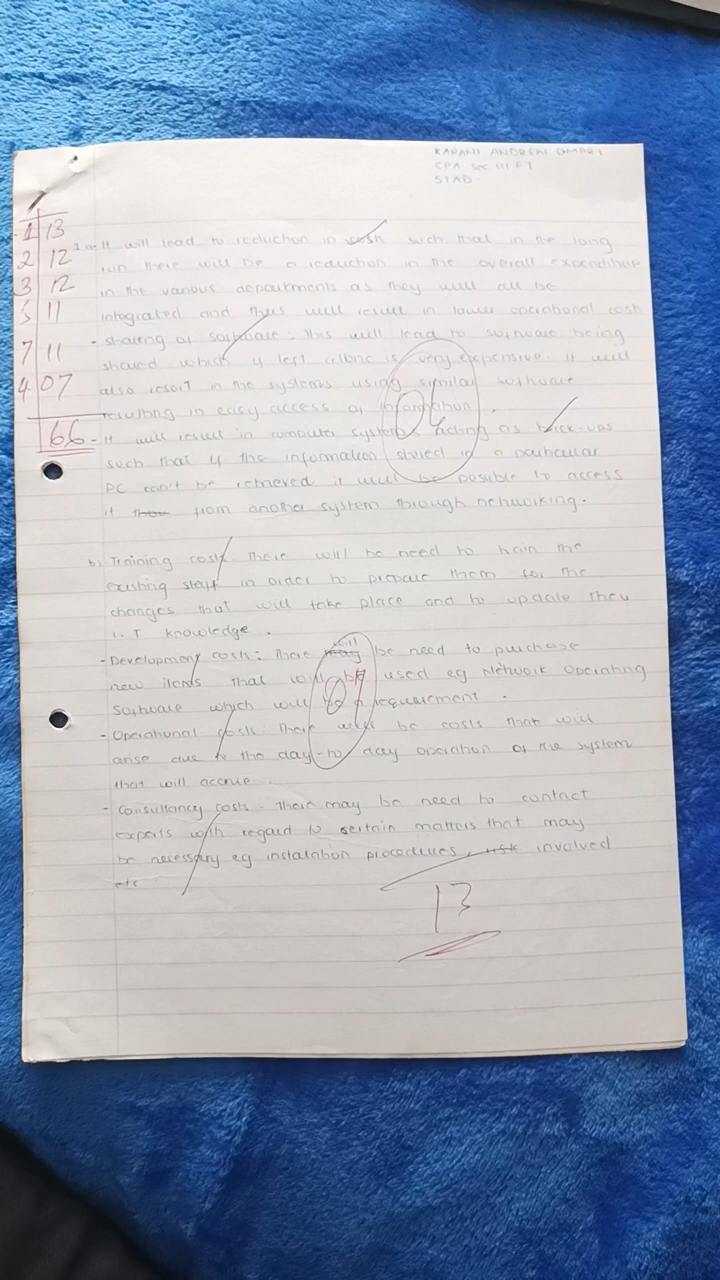 KARANI ANDREW OMARI
CPA Sec III FT
STAD
1 13
2 12
3 12
5 11
7 11
4 07
66
1 a - It will lead to reduction in cost such that in the long
run there will be a reduction in the overall expenditure
in the various departments as they will all be
integrated and thus will result in lower operational cost
- sharing of software: this will lead to software being
shared which if left alone is very expensive. It will
also result in the systems using similar software
resulting in easy access of information.
04
- It will result in computer systems acting as back-ups
such that if the information stored in a particular
PC can't be retrieved it will be possible to access
it from another system through networking.
b) Training cost There will be need to train the
existing staff in order to prepare them for the
changes that will take place and to update their
I.T knowledge.
- Development costs: there will be need to purchase
new items that will be used eg Network Operating
Software which will be a requirement.
09
- Operational costs: There will be costs that will
arise due to the day-to day operation of the system
that will accrue.
- Consultancy costs - There may be need to contact
experts with regard to certain matters that may
be necessary eg installation procedures, involved
etc
13